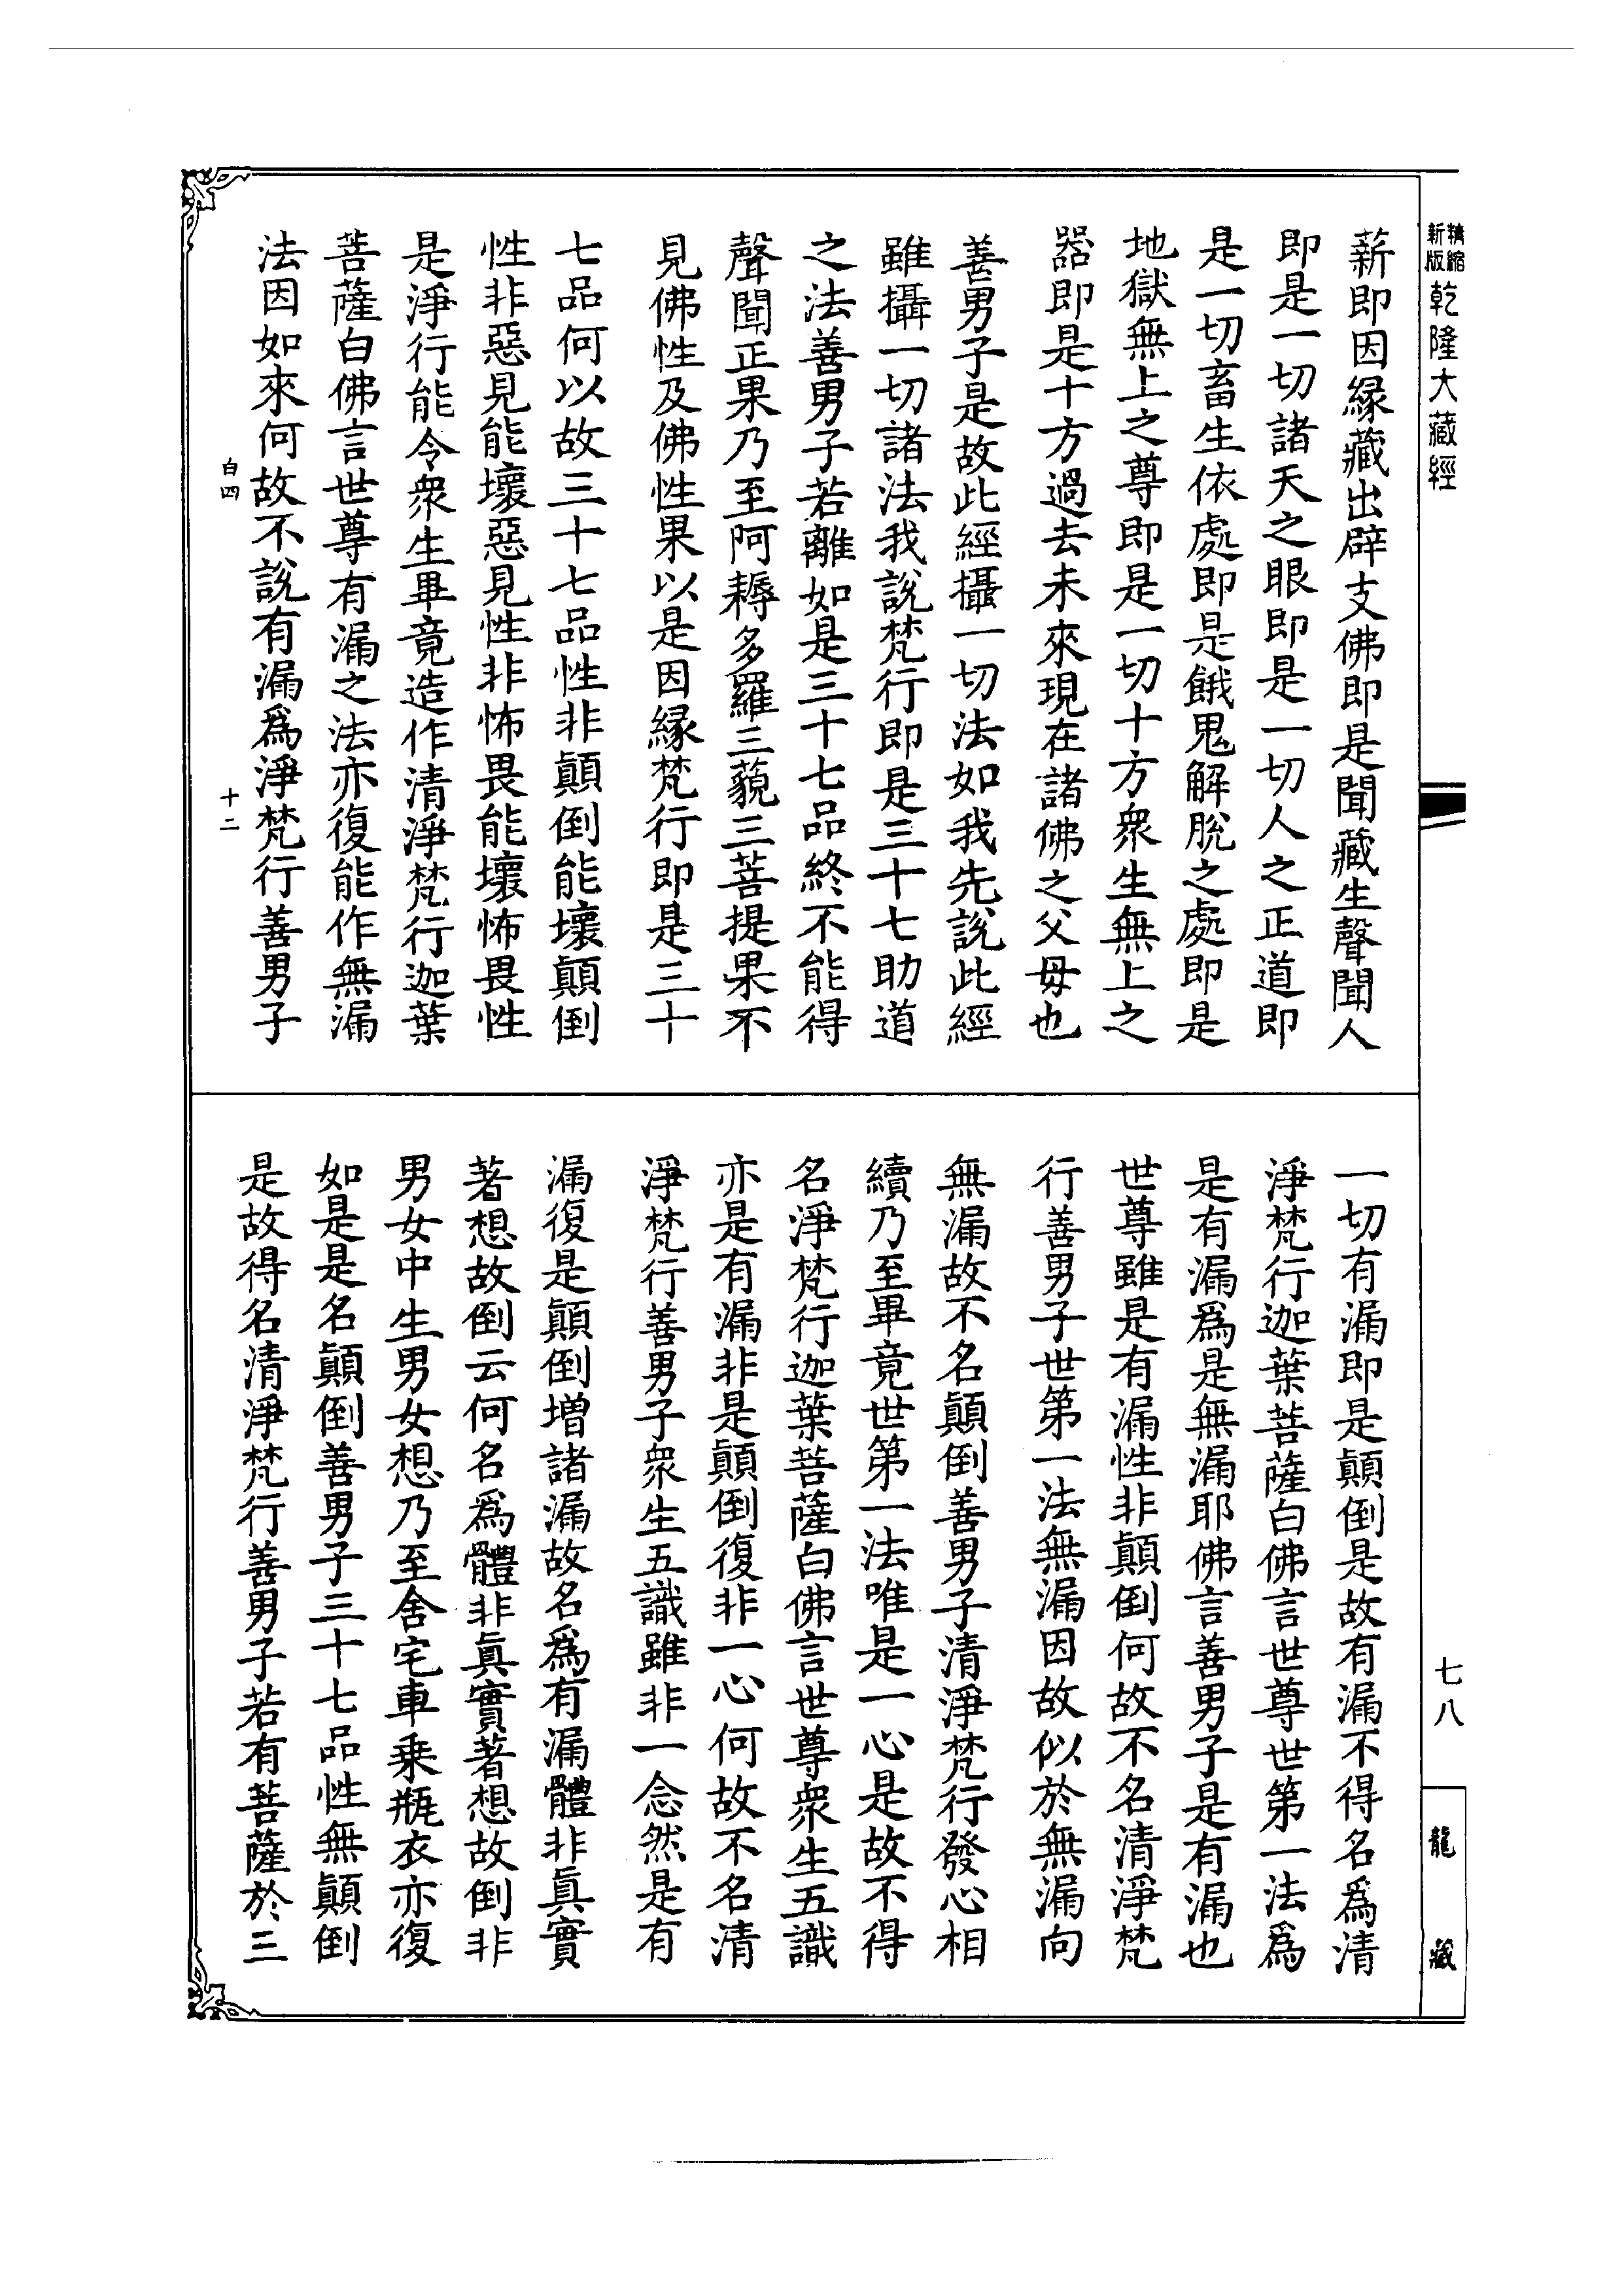 精縮
新版
乾隆大藏經
薪即因緣藏出辟支佛即是聞藏生聲聞人
即是一切諸天之眼即是一切人之正道即
是一切畜生依處即是餓鬼解脫之處即是
地獄無上之尊即是一切十方衆生無上之
器即是十方過去未來現在諸佛之父母也
善男子是故此經攝一切法如我先說此經
雖攝一切諸法我說梵行即是三十七助道
之法善男子若離如是三十七品終不能得
聲聞正果乃至阿耨多羅三藐三菩提果不
見佛性及佛性果以是因緣梵行即是三十
七品何以故三十七品性非顛倒能壞顛倒
性非惡見能壞惡見性非怖畏能壞怖畏性
是淨行能令衆生畢竟造作清淨梵行迦葉
菩薩白佛言世尊有漏之法亦復能作無漏
法因如來何故不說有漏爲淨梵行善男子
白四
十二
一切有漏即是顛倒是故有漏不得名爲清
淨梵行迦葉菩薩白佛言世尊世第一法爲
是有漏爲是無漏耶佛言善男子是有漏也
世尊雖是有漏性非顛倒何故不名清淨梵
行善男子世第一法無漏因故似於無漏向
無漏故不名顛倒善男子清淨梵行發心相
續乃至畢竟世第一法唯是一心是故不得
名淨梵行迦葉菩薩白佛言世尊衆生五識
亦是有漏非是顛倒復非一心何故不名清
淨梵行善男子衆生五識雖非一念然是有
漏復是顛倒增諸漏故名爲有漏體非眞實
著想故倒云何名爲體非眞實著想故倒非
男女中生男女想乃至舍宅車乘瓶衣亦復
如是是名顛倒善男子三十七品性無顛倒
是故得名清淨梵行善男子若有菩薩於三
七八
龍藏